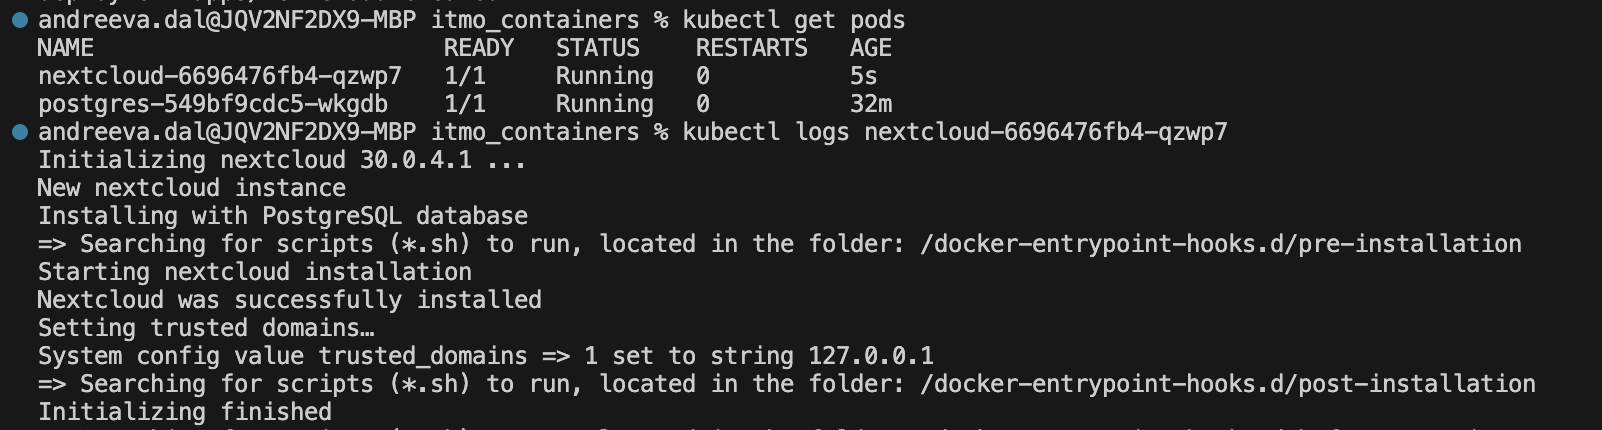 andreeva.dal@JQV2NF2DX9-MBP itmo_containers % kubectl get pods
NAME READY STATUS RESTARTS AGE
nextcloud-6696476fb4-qzwp7 1/1 Running 0 5s
postgres-549bf9cdc5-wkgdb 1/1 Running 0 32m
andreeva.dal@JQV2NF2DX9-MBP itmo_containers % kubectl logs nextcloud-6696476fb4-qzwp7
Initializing nextcloud 30.0.4.1 ...
New nextcloud instance
Installing with PostgreSQL database
=> Searching for scripts (*.sh) to run, located in the folder: /docker-entrypoint-hooks.d/pre-installation
Starting nextcloud installation
Nextcloud was successfully installed
Setting trusted domains…
System config value trusted_domains => 1 set to string 127.0.0.1
=> Searching for scripts (*.sh) to run, located in the folder: /docker-entrypoint-hooks.d/post-installation
Initializing finished